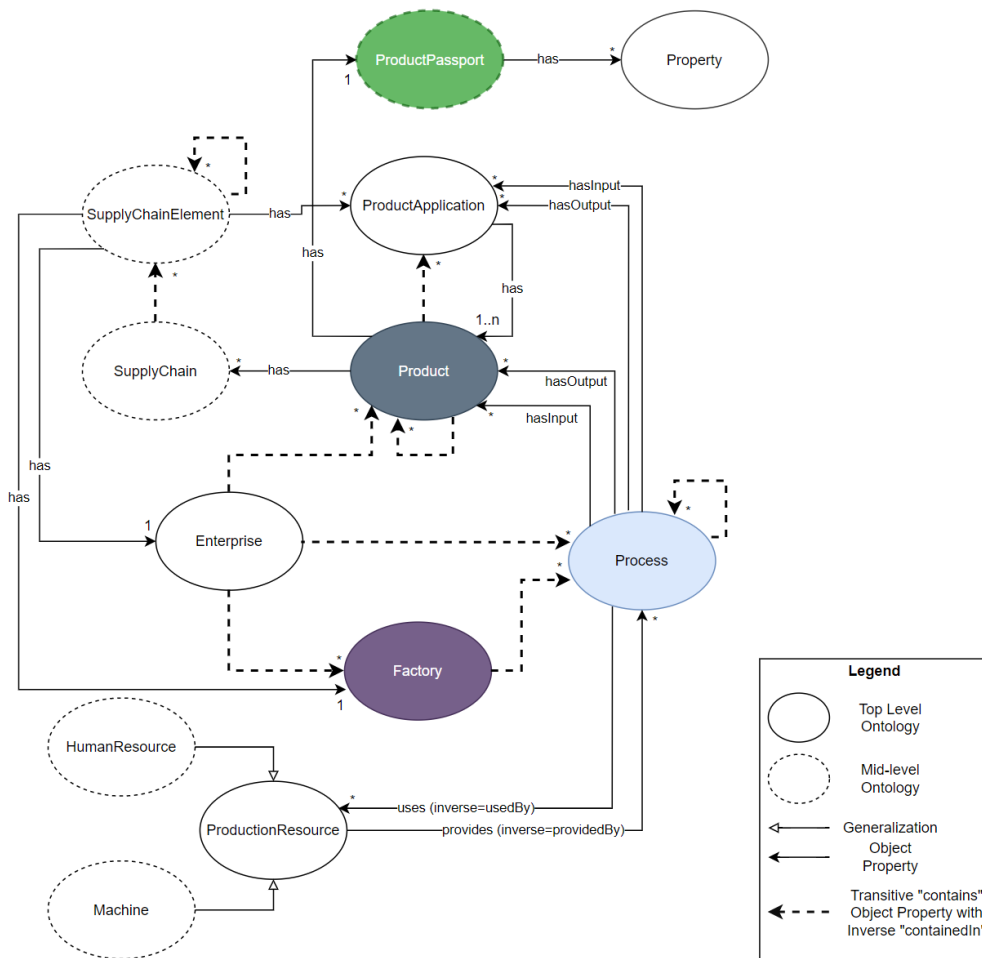 ProductPassport
1
has
*
Property
*
SupplyChainElement
has
*
ProductApplication
*
hasInput
*
hasOutput
*
*
has
has
1..n
SupplyChain
*
has
Product
*
hasOutput
*
hasInput
*
*
has
has
1
Enterprise
*
*
Process
*
*
Factory
*
1
HumanResource
ProductionResource
*
uses (inverse=usedBy)
provides (inverse=providedBy)
*
Machine
Legend
Top Level
Ontology
Mid-level
Ontology
Generalization
Object
Property
Transitive "contains"
Object Property with
Inverse "containedIn"